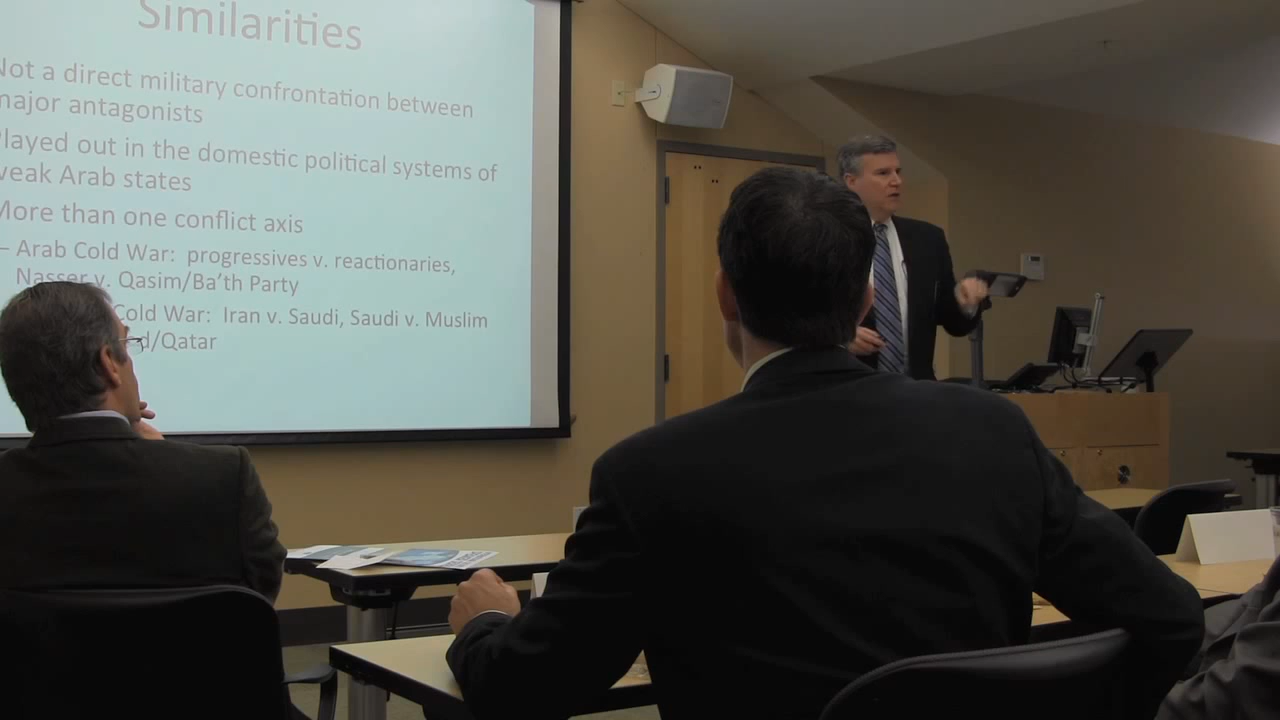 Similarities
Not a direct military confrontation between
major antagonists
Played out in the domestic political systems of
weak Arab states
More than one conflict axis
– Arab Cold War: progressives v. reactionaries,
Nasser v. Qasim/Ba'th Party
Cold War: Iran v. Saudi, Saudi v. Muslim
/Qatar